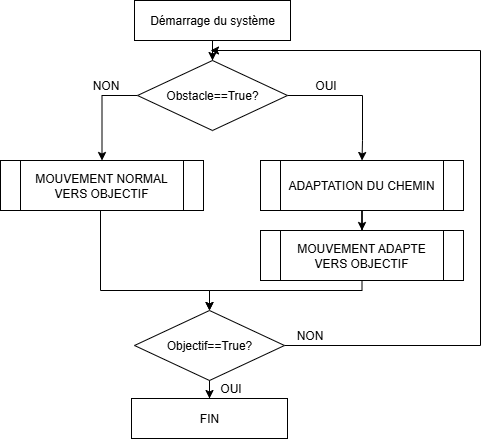 Démarrage du système
Obstacle==True?
NON
OUI
MOUVEMENT NORMAL
VERS OBJECTIF
ADAPTATION DU CHEMIN
MOUVEMENT ADAPTE
VERS OBJECTIF
Objectif==True?
NON
OUI
FIN